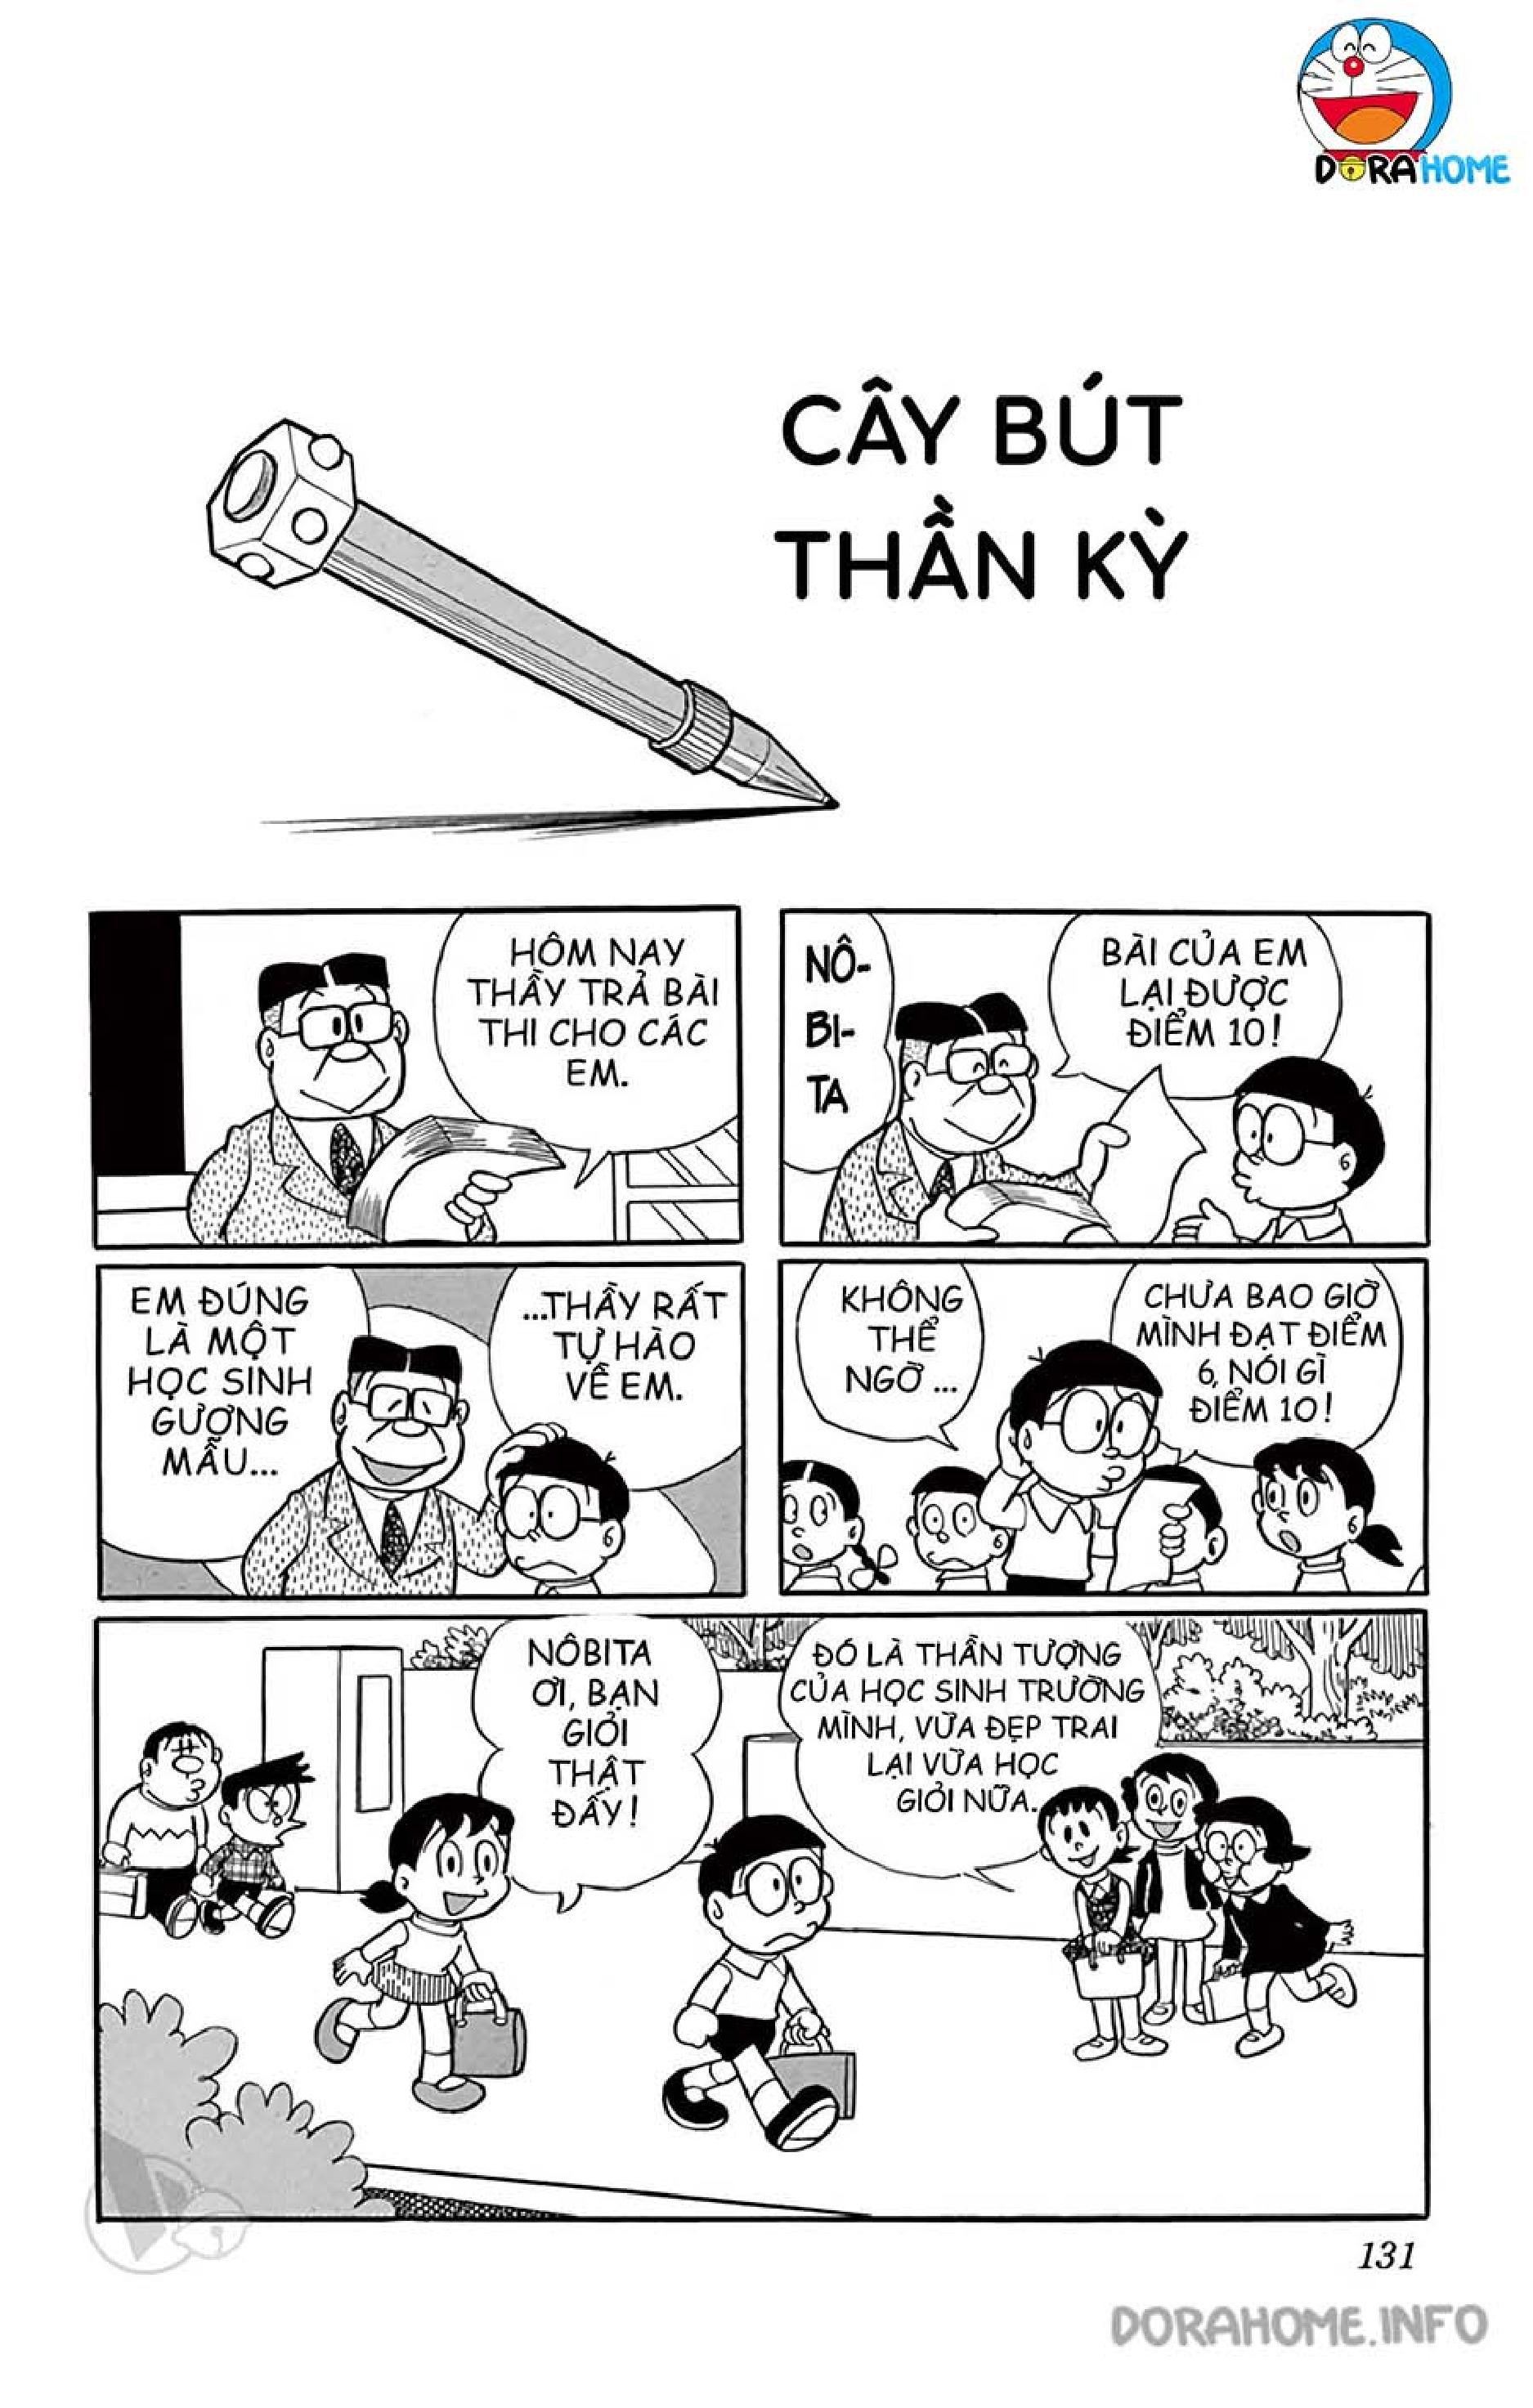 DORAHOME
CÂY BÚT
THẦN KỲ
HÔM NAY
THẦY TRẢ BÀI
THI CHO CÁC
EM.
NÔ-
BI-
TA
BÀI CỦA EM
LẠI ĐƯỢC
ĐIỂM 10!
EM ĐÚNG
LÀ MỘT
HỌC SINH
GƯƠNG
MẪU...
...THẦY RẤT
TỰ HÀO
VỀ EM.
KHÔNG
THỂ
NGỜ...
CHƯA BAO GIỜ
MÌNH ĐẠT ĐIỂM
6, NÓI GÌ
ĐIỂM 10!
NÔBITA
ƠI, BẠN
GIỎI
THẬT
ĐẤY!
ĐÓ LÀ THẦN TƯỢNG
CỦA HỌC SINH TRƯỜNG
MÌNH, VỪA ĐẸP TRAI
LẠI VỪA HỌC
GIỎI NỮA.
131
DORAHOME.INFO